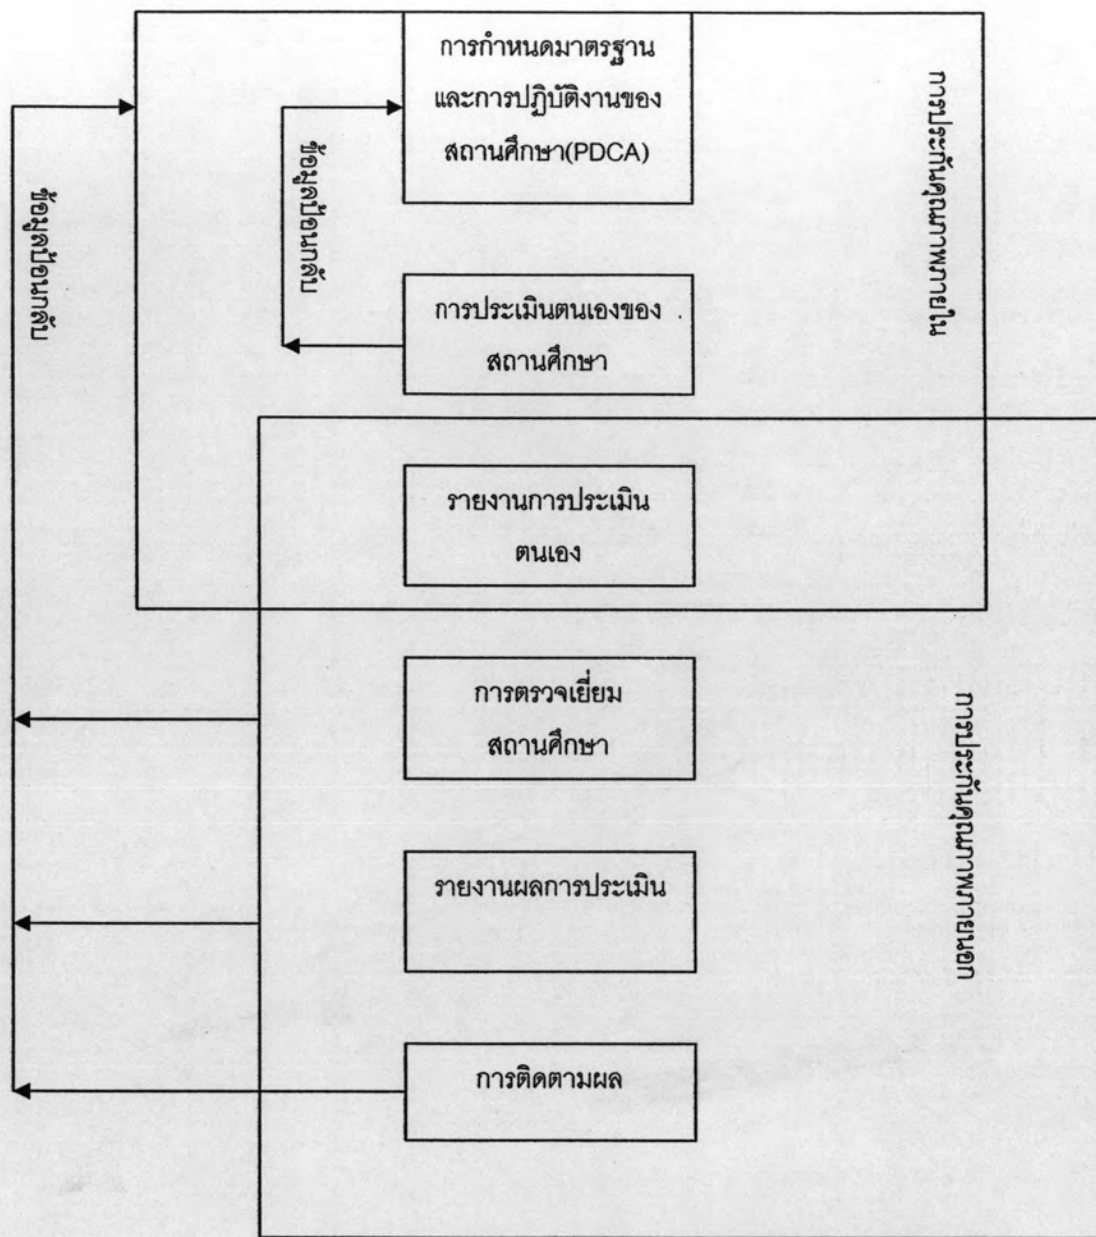 การกำหนดมาตรฐาน
และการปฏิบัติงานของ
สถานศึกษา(PDCA)
การประกันคุณภาพภายใน
ข้อมูลป้อนกลับ
ข้อมูลป้อนกลับ
การประเมินตนเองของ
สถานศึกษา
รายงานการประเมิน
ตนเอง
การตรวจเยี่ยม
สถานศึกษา
การประกันคุณภาพภายนอก
รายงานผลการประเมิน
การติดตามผล